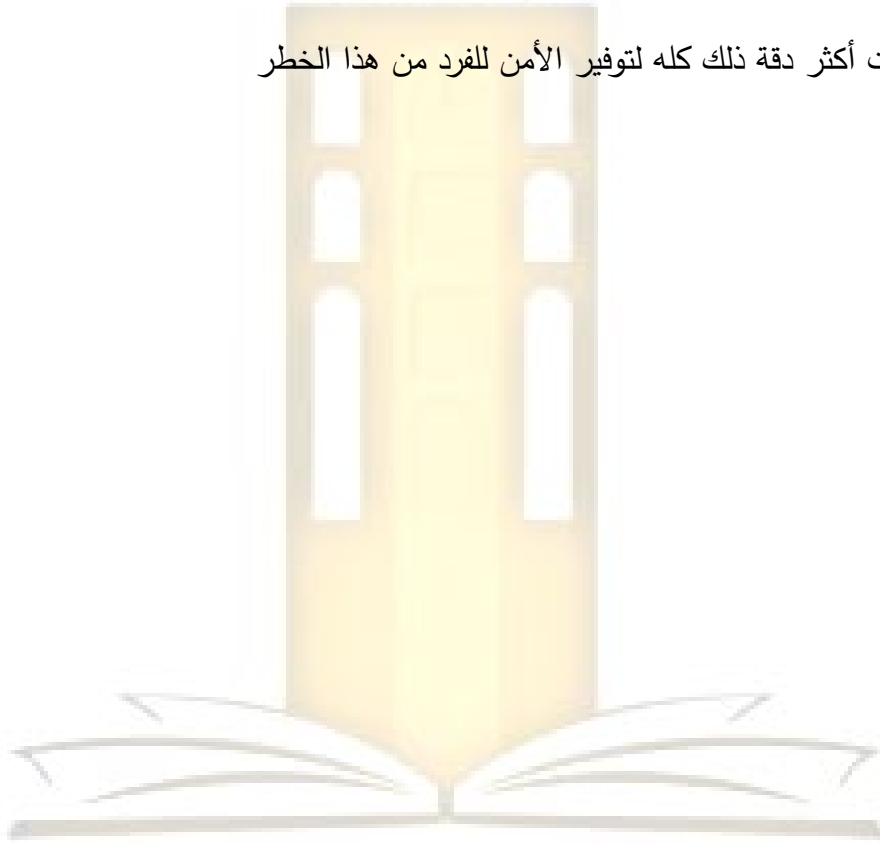 ت أكثر دقة ذلك كله لتوفير الأمن للفرد من هذا الخطر